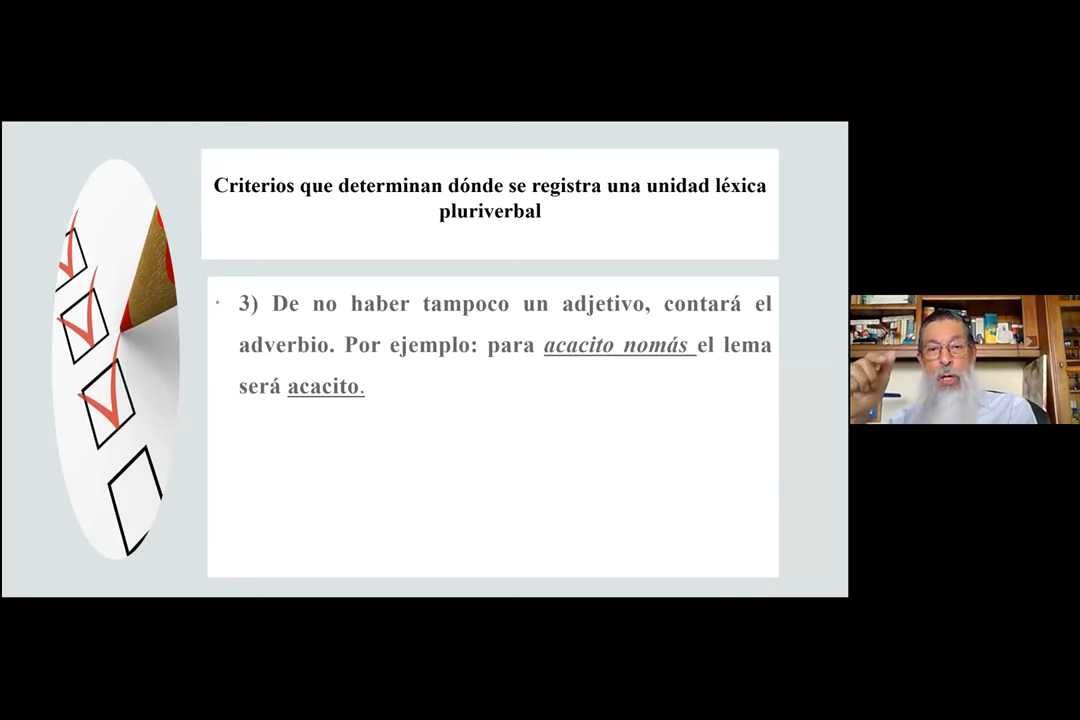 Criterios que determinan dónde se registra una unidad léxica
pluriverbal
· 3) De no haber tampoco un adjetivo, contará el
adverbio. Por ejemplo: para acacito nomás el lema
será acacito.